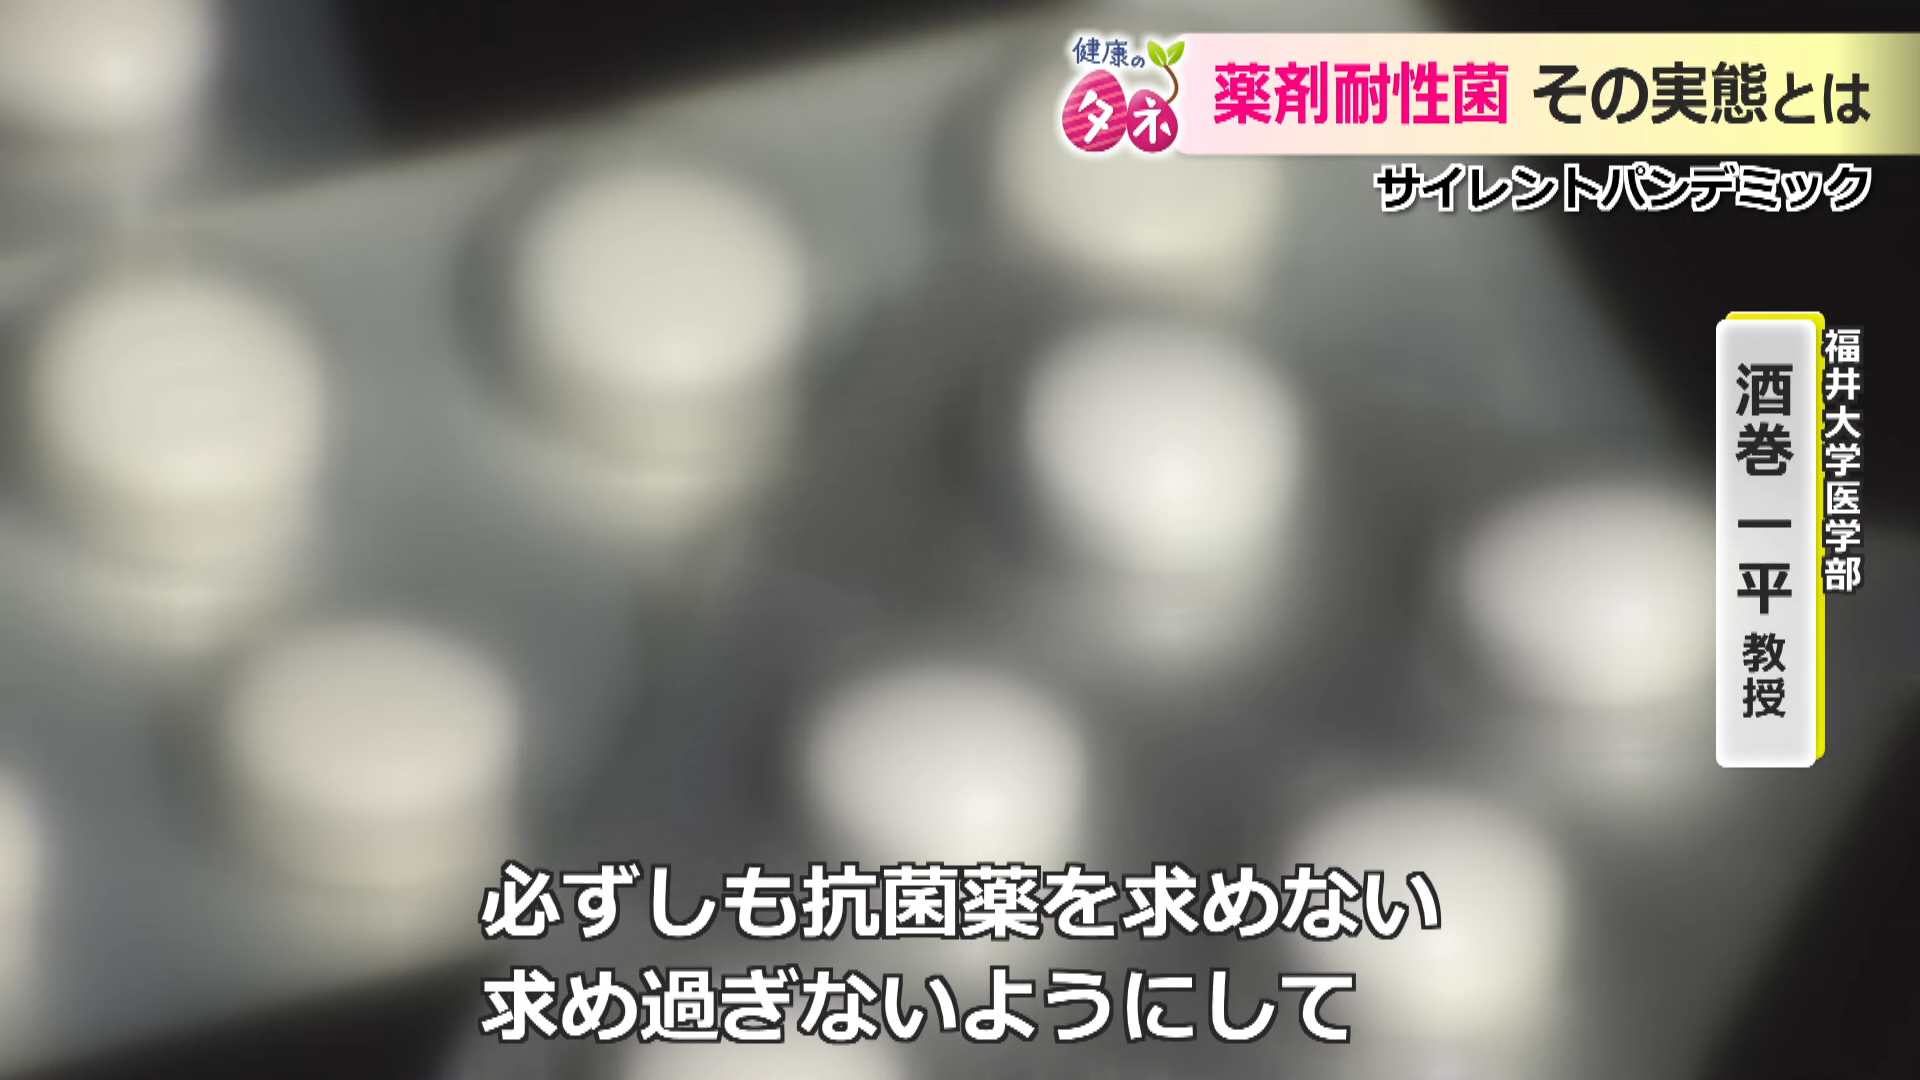 健康の
タネ
薬剤耐性菌 その実態とは
サイレントパンデミック
福井大学医学部
酒巻 一平 教授
必ずしも抗菌薬を求めない
求め過ぎないようにして